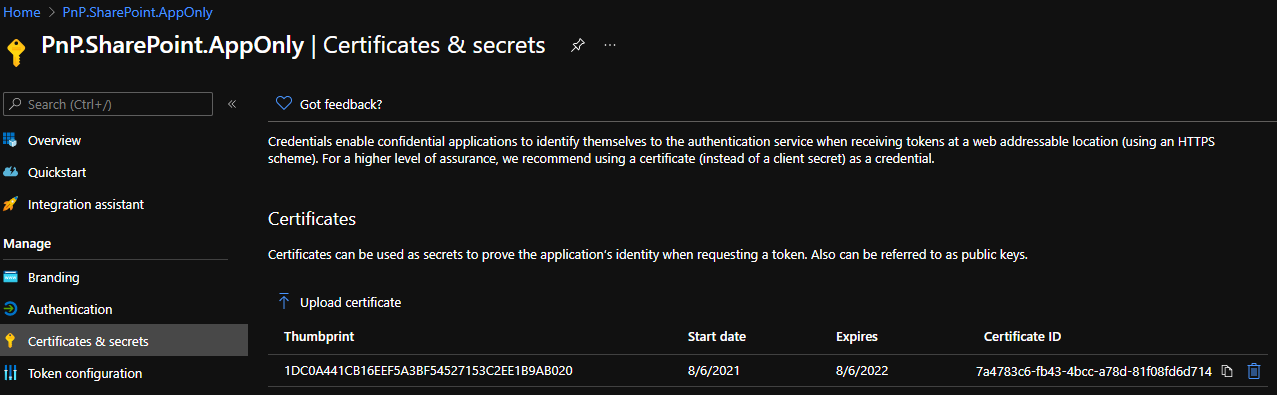 Home > PnP.SharePoint.AppOnly
PnP.SharePoint.AppOnly | Certificates & secrets
Search (Ctrl+/)
Overview
Quickstart
Integration assistant
Manage
Branding
Authentication
Certificates & secrets
Token configuration
Got feedback?
Credentials enable confidential applications to identify themselves to the authentication service when receiving tokens at a web addressable location (using an HTTPS
scheme). For a higher level of assurance, we recommend using a certificate (instead of a client secret) as a credential.
Certificates
Certificates can be used as secrets to prove the application's identity when requesting a token. Also can be referred to as public keys.
Upload certificate
Thumbprint Start date Expires Certificate ID
1DC0A441CB16EEF5A3BF54527153C2EE1B9AB020 8/6/2021 8/6/2022 7a4783c6-fb43-4bcc-a78d-81f08fd6d714